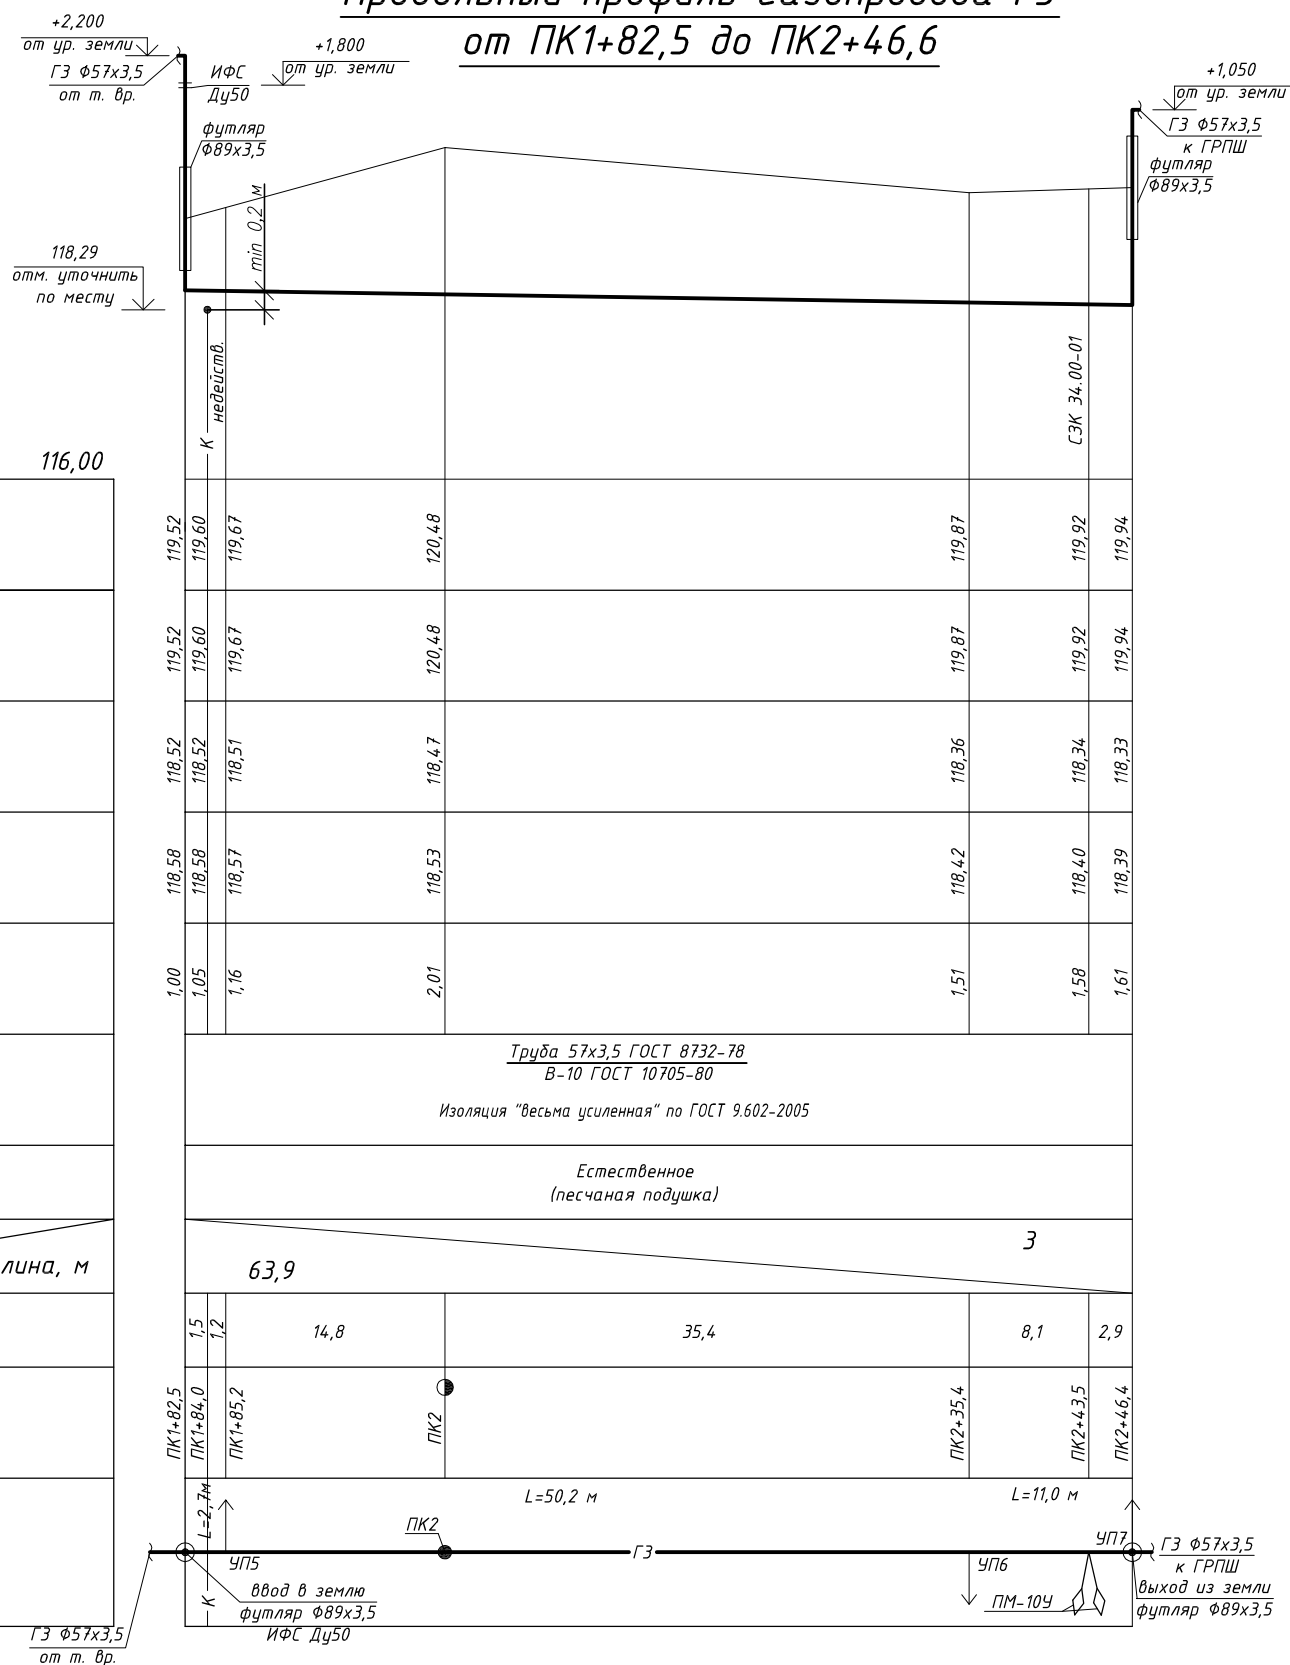 Продольный профиль газопровода Г3
от ПК1+82,5 до ПК2+46,6
+2,200
от ур. земли
Г3 Ф57х3,5
от т. вр.
ИФС
Ду50
+1,800
от ур. земли
футляр
Ф89х3,5
+1,050
от ур. земли
Г3 Ф57х3,5
к ГРПШ
футляр
Ф89х3,5
118,29
отм. уточнить
по месту
min 0,2 м
К
недейств.
СЗК 34.00-01
116,00
119,52
119,60
119,67
120,48
119,87
119,92
119,94
119,52
119,60
119,67
120,48
119,87
119,92
119,94
118,52
118,52
118,51
118,47
118,36
118,34
118,33
118,58
118,58
118,57
118,53
118,42
118,40
118,39
1,00
1,05
1,16
2,01
1,51
1,58
1,61
Труба 57х3,5 ГОСТ 8732-78
В-10 ГОСТ 10705-80
Изоляция "весьма усиленная" по ГОСТ 9.602-2005
Естественное
(песчаная подушка)
лина, м
63,9
3
1,5
1,2
14,8
35,4
8,1
2,9
ПК1+82,5
ПК1+84,0
ПК1+85,2
ПК2
ПК2+35,4
ПК2+43,5
ПК2+46,4
L=2,7м
L=50,2 м
L=11,0 м
ПК2
УП5
Г3
УП6
УП7
ПМ-10У
К
ввод в землю
футляр Ф89х3,5
ИФС Ду50
Г3 Ф57х3,5
от т. вр.
Г3 Ф57х3,5
к ГРПШ
выход из земли
футляр Ф89х3,5